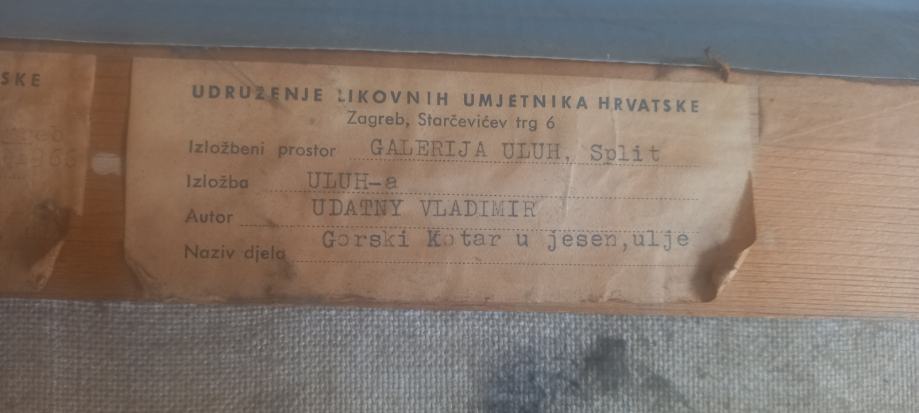 SKE
1966
UDRUŽENJE LIKOVNIH UMJETNIKA HRVATSKE
Zagreb, Starčevićev trg 6
Izložbeni prostor GALERIJA ULUH, Split
Izložba ULUH-a
Autor UDATNY VLADIMIR
Naziv djela Gorski Kotar u jesen,ulje